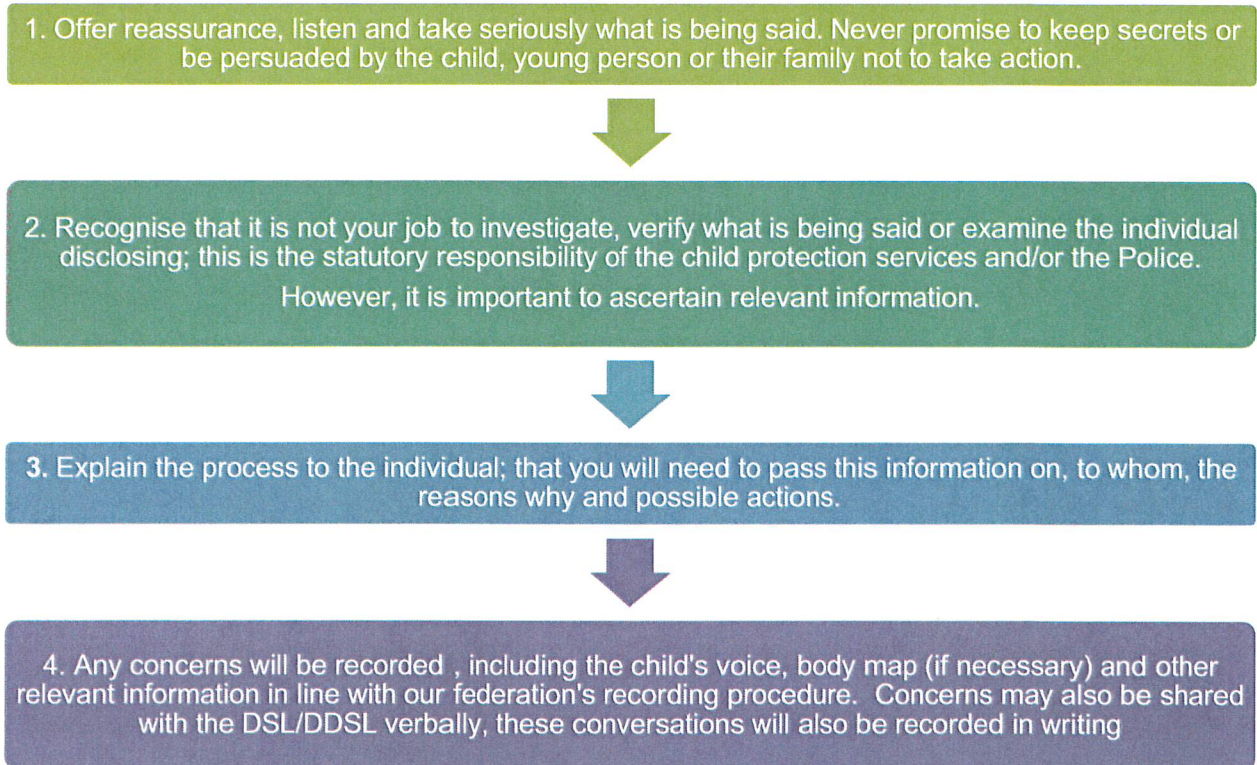 1. Offer reassurance, listen and take seriously what is being said. Never promise to keep secrets or
be persuaded by the child, young person or their family not to take action.
2. Recognise that it is not your job to investigate, verify what is being said or examine the individual
disclosing; this is the statutory responsibility of the child protection services and/or the Police.
However, it is important to ascertain relevant information.
3. Explain the process to the individual; that you will need to pass this information on, to whom, the
reasons why and possible actions.
4. Any concerns will be recorded , including the child's voice, body map (if necessary) and other
relevant information in line with our federation's recording procedure.  Concerns may also be shared
with the DSL/DDSL verbally, these conversations will also be recorded in writing